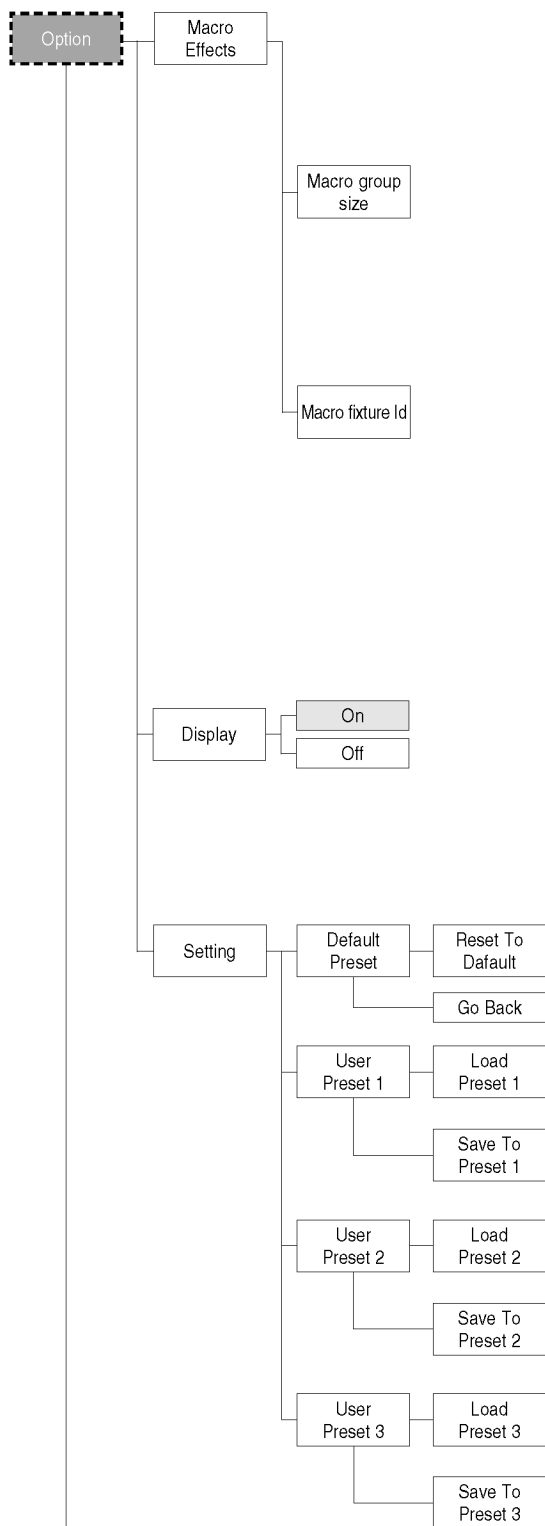 Option
Macro
Effects
Macro group
size
Macro fixture Id
Display
On
Off
Setting
Default
Preset
Reset To
Dafault
Go Back
User
Preset 1
Load
Preset 1
Save To
Preset 1
User
Preset 2
Load
Preset 2
Save To
Preset 2
User
Preset 3
Load
Preset 3
Save To
Preset 3